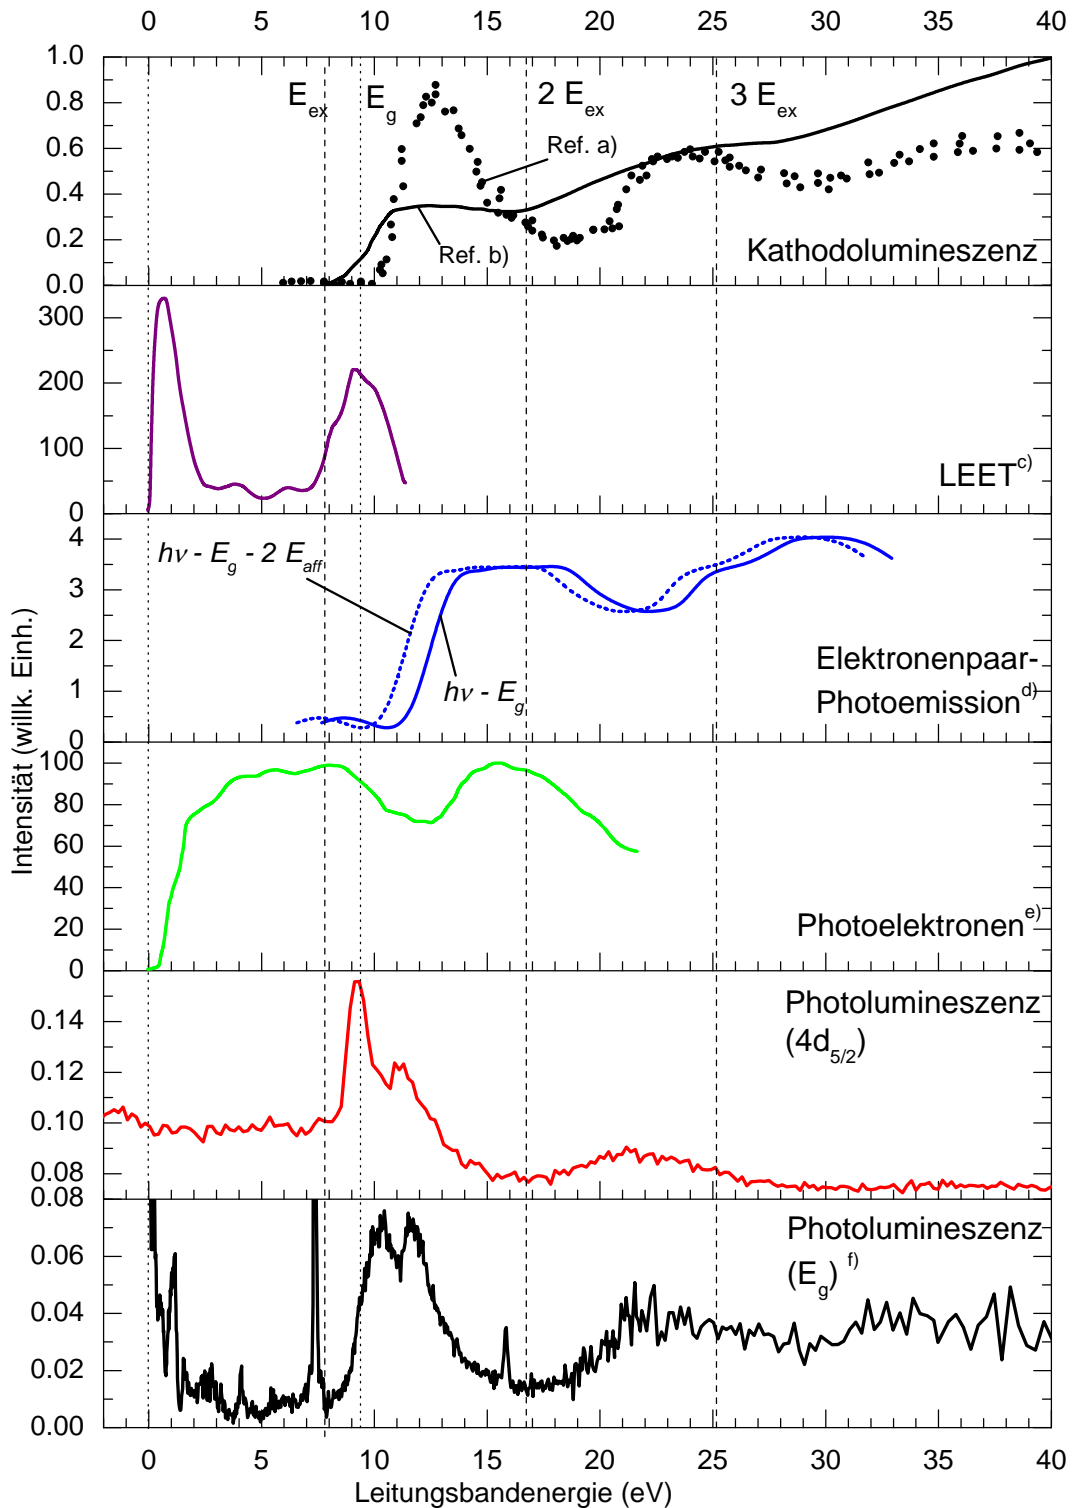 0 5 10 15 20 25 30 35 40
1.0
0.8
0.6
0.4
0.2
0.0
E_ex
E_g
2 E_ex
3 E_ex
Ref. a)
Ref. b)
Kathodolumineszenz
300
200
100
0
LEET^c)
4
3
2
1
0
hν - E_g - 2 E_aff
hν - E_g
Elektronenpaar-
Photoemission^d)
Intensität (willk. Einh.)
100
80
60
40
20
0
Photoelektronen^e)
0.14
0.12
0.10
0.08
Photolumineszenz
(4d_5/2)
0.08
0.06
0.04
0.02
0.00
Photolumineszenz
(E_g) ^f)
0 5 10 15 20 25 30 35 40
Leitungsbandenergie (eV)